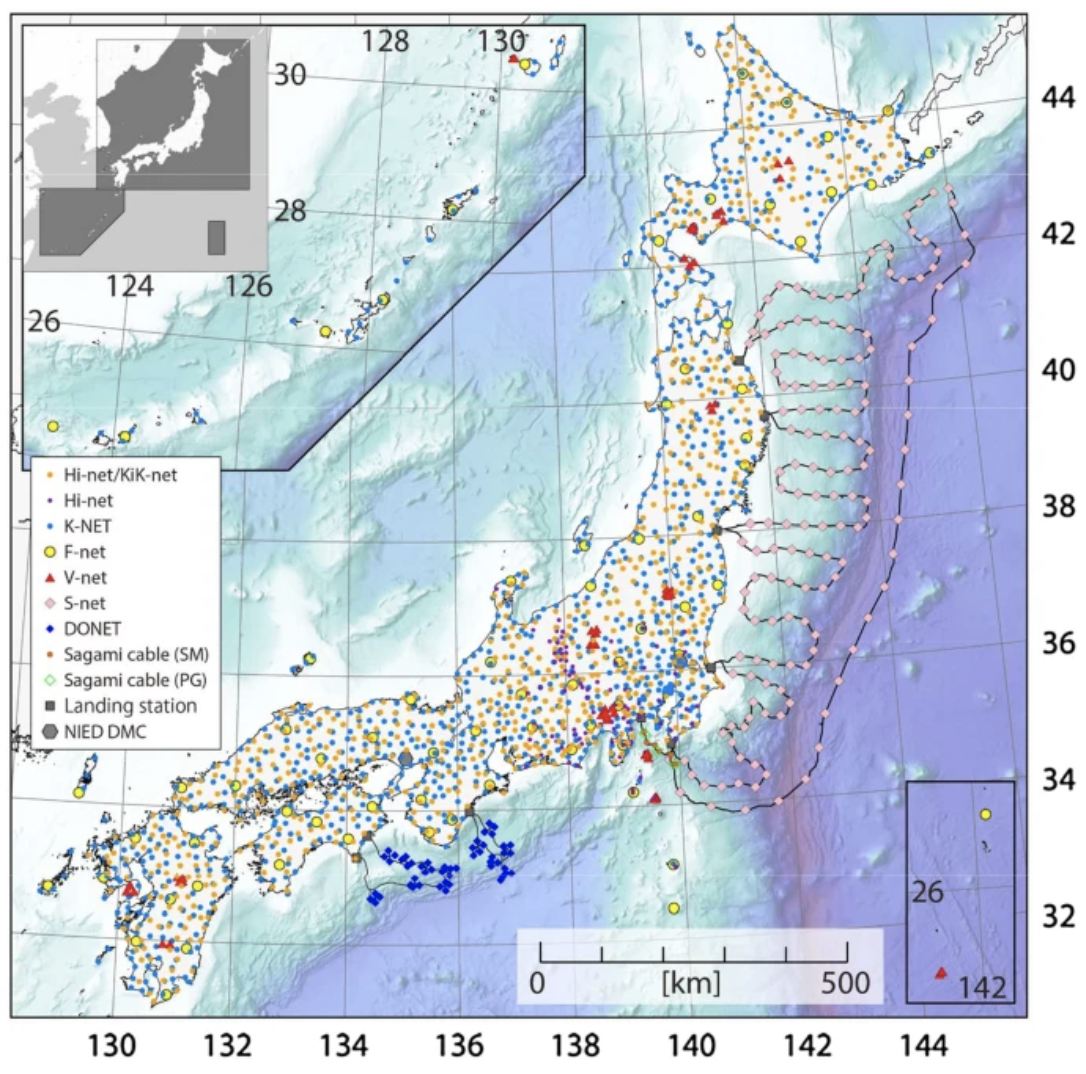 128 130
30
28
124 126
26
44
42
40
38
36
34
32
Hi-net/KiK-net
Hi-net
K-NET
F-net
V-net
S-net
DONET
Sagami cable (SM)
Sagami cable (PG)
Landing station
NIED DMC
26
142
0 [km] 500
130 132 134 136 138 140 142 144